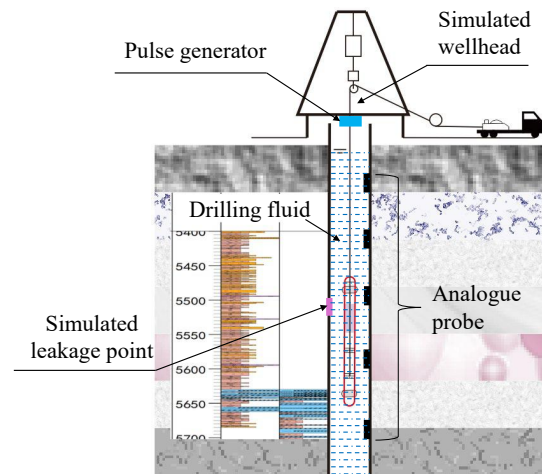 Simulated
wellhead
Pulse generator
Drilling fluid
5400
5450
5500
5550
5600
5650
5700
Simulated
leakage point
Analogue
probe